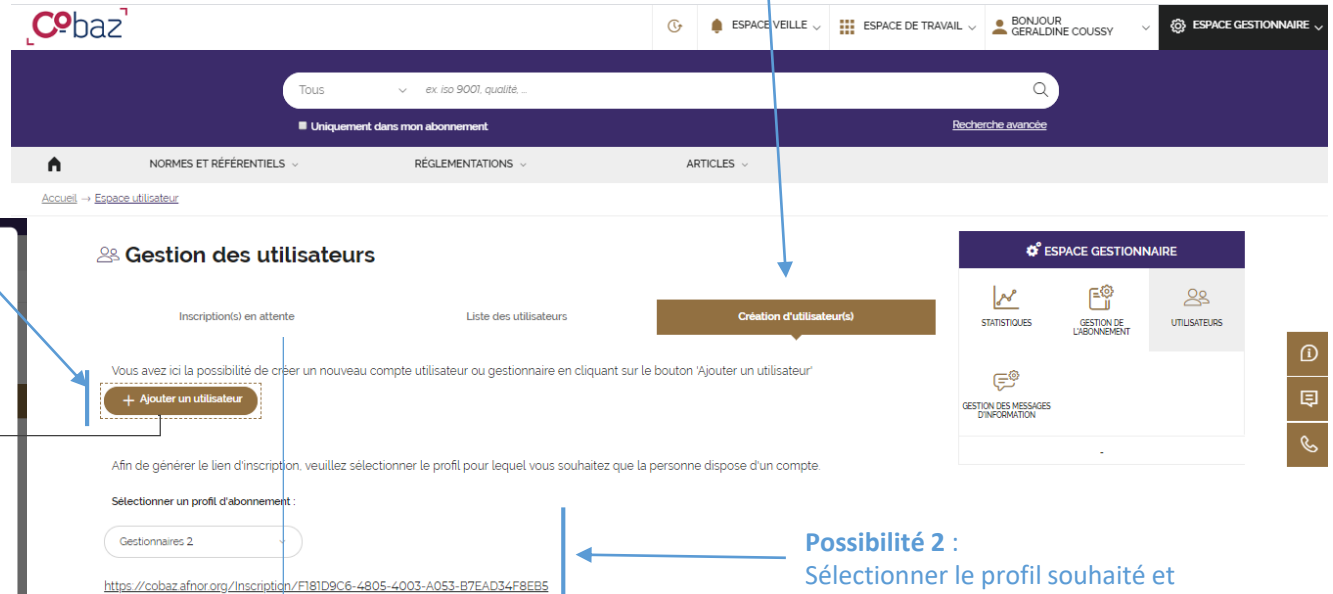 CObaz
ESPACE VEILLE
ESPACE DE TRAVAIL
BONJOUR
GERALDINE COUSSY
ESPACE GESTIONNAIRE
Tous
ex. iso 9001, qualité, ...
Uniquement dans mon abonnement
Recherche avancée
NORMES ET RÉFÉRENTIELS
RÉGLEMENTATIONS
ARTICLES
Accueil → Espace utilisateur
Gestion des utilisateurs
Inscription(s) en attente
Liste des utilisateurs
Création d'utilisateur(s)
Vous avez ici la possibilité de créer un nouveau compte utilisateur ou gestionnaire en cliquant sur le bouton 'Ajouter un utilisateur'
+ Ajouter un utilisateur
Afin de générer le lien d'inscription, veuillez sélectionner le profil pour lequel vous souhaitez que la personne dispose d'un compte.
Sélectionner un profil d'abonnement :
Gestionnaires 2
https://cobaz.afnor.org/Inscription/F181D9C6-4805-4003-A053-B7EAD34F8EB5
ESPACE GESTIONNAIRE
STATISTIQUES
GESTION DE
L'ABONNEMENT
UTILISATEURS
GESTION DES MESSAGES
D'INFORMATION
-
Possibilité 2 :
Sélectionner le profil souhaité et